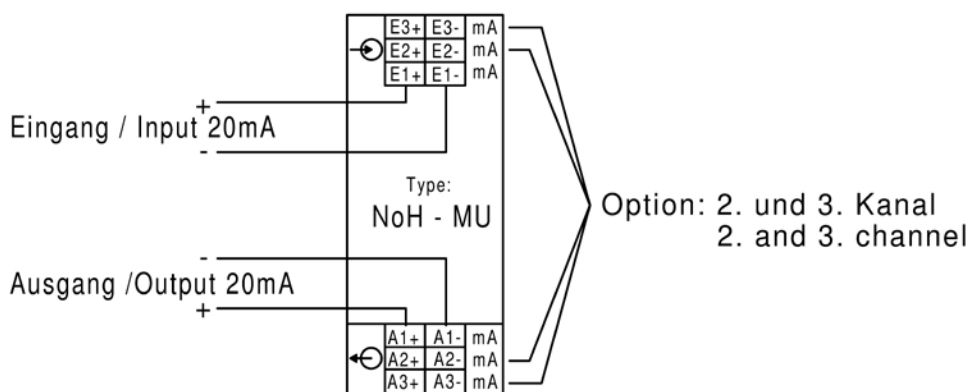 E3+ E3- mA
E2+ E2- mA
E1+ E1- mA
+
Eingang / Input 20mA
-
Type:
NoH - MU
Option: 2. und 3. Kanal
2. and 3. channel
-
Ausgang /Output 20mA
+
A1+ A1- mA
A2+ A2- mA
A3+ A3- mA